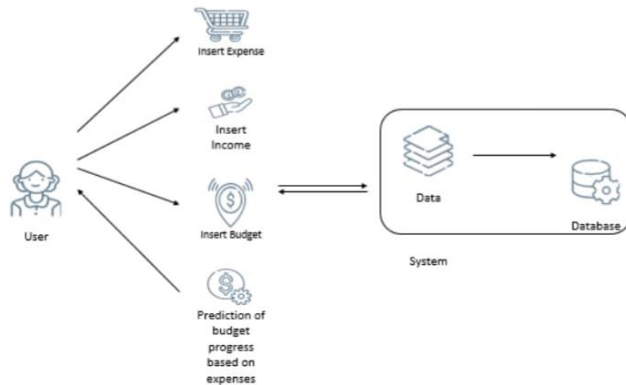 Insert Expense
Insert
Income
User
Insert Budget
Prediction of
budget
progress
based on
expenses
Data
Database
System